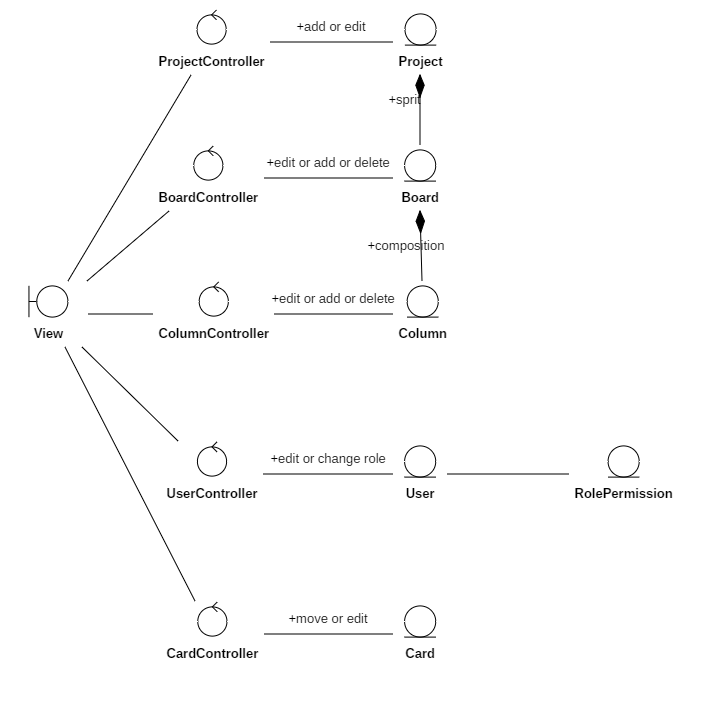 +add or edit
ProjectController
Project
+sprit
+edit or add or delete
BoardController
Board
+composition
+edit or add or delete
View
ColumnController
Column
+edit or change role
UserController
User
RolePermission
+move or edit
CardController
Card